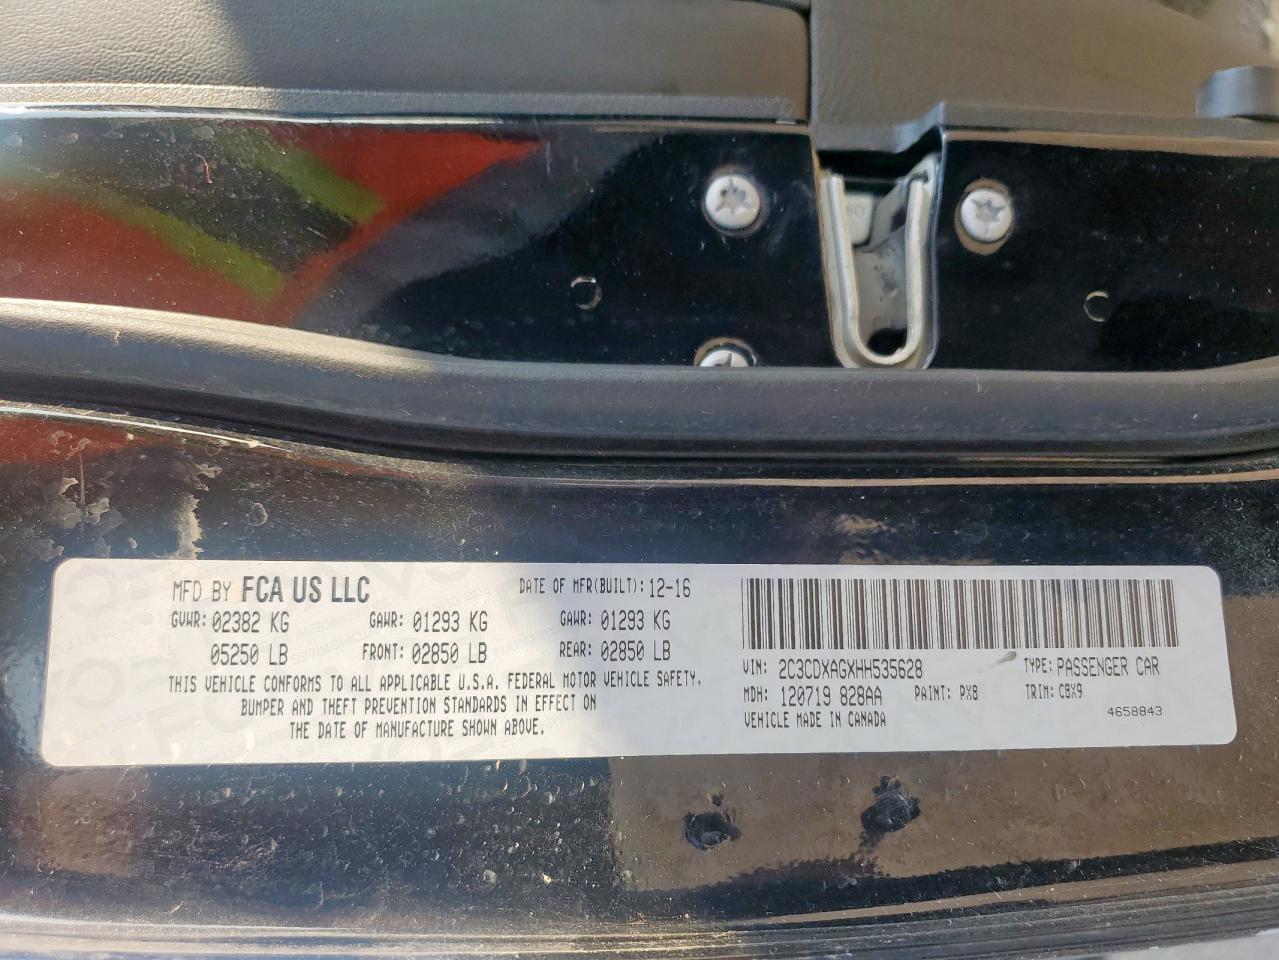 MFD BY FCA US LLC DATE OF MFR(BUILT): 12-16
GVWR: 02382 KG GAWR: 01293 KG GAWR: 01293 KG
05250 LB FRONT: 02850 LB REAR: 02850 LB
THIS VEHICLE CONFORMS TO ALL APPLICABLE U.S.A. FEDERAL MOTOR VEHICLE SAFETY,
BUMPER AND THEFT PREVENTION STANDARDS IN EFFECT ON
THE DATE OF MANUFACTURE SHOWN ABOVE.
VIN: 2C3CDXAGXHH535628 TYPE: PASSENGER CAR
MDH: 120719 828AA PAINT: PX8 TRIM: C8X9
VEHICLE MADE IN CANADA 4658843